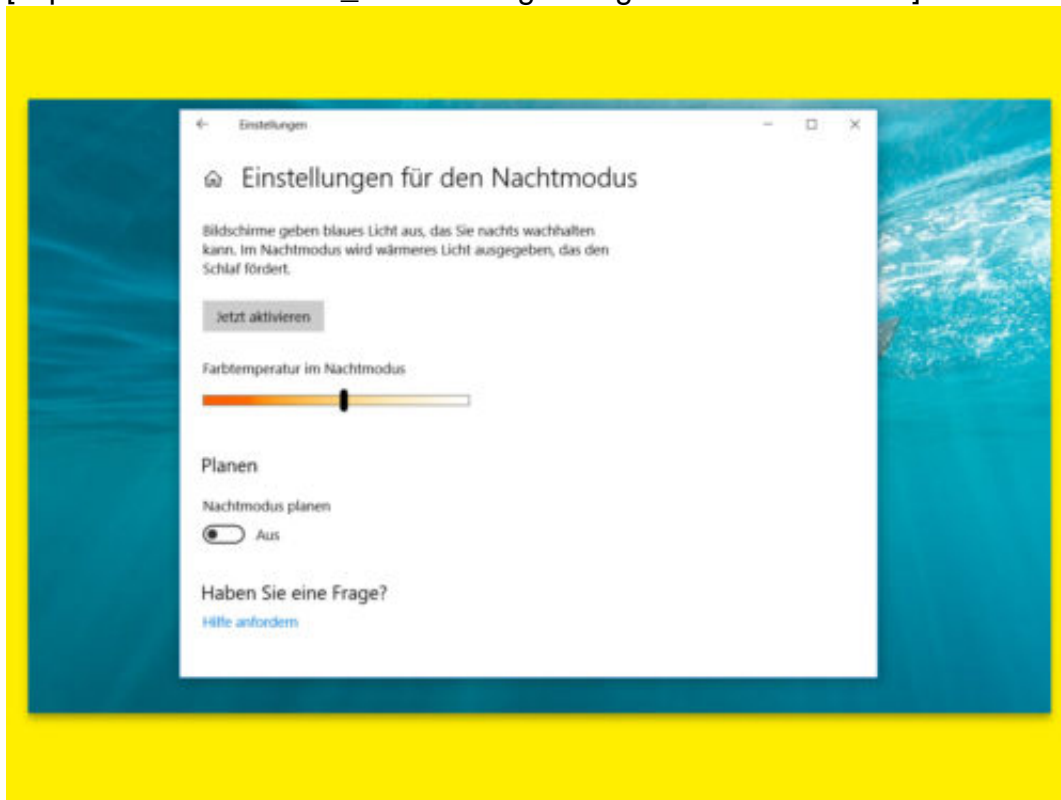 Einstellungen
Einstellungen für den Nachtmodus
Bildschirme geben blaues Licht aus, das Sie nachts wachhalten
kann. Im Nachtmodus wird wärmeres Licht ausgegeben, das den
Schlaf fördert.
Jetzt aktivieren
Farbtemperatur im Nachtmodus
Planen
Nachtmodus planen
Aus
Haben Sie eine Frage?
Hilfe anfordern